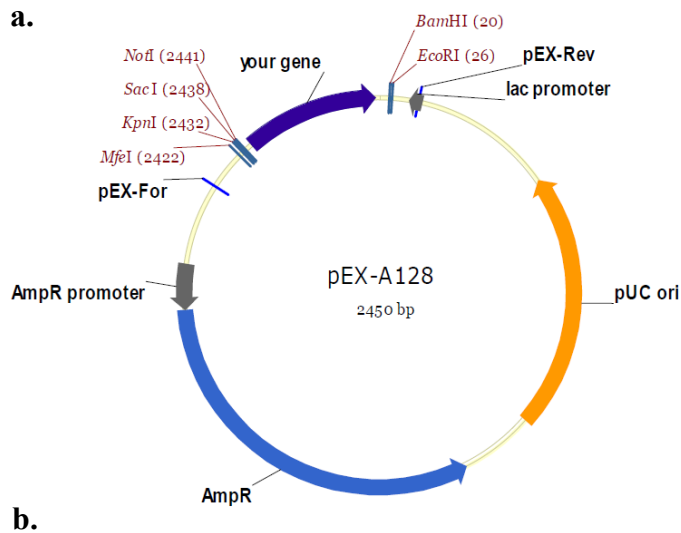 a.
BamHI (20)
EcoRI (26)
pEX-Rev
lac promoter
your gene
NotI (2441)
SacI (2438)
KpnI (2432)
MfeI (2422)
pEX-For
AmpR promoter
pEX-A128
2450 bp
pUC ori
AmpR
b.